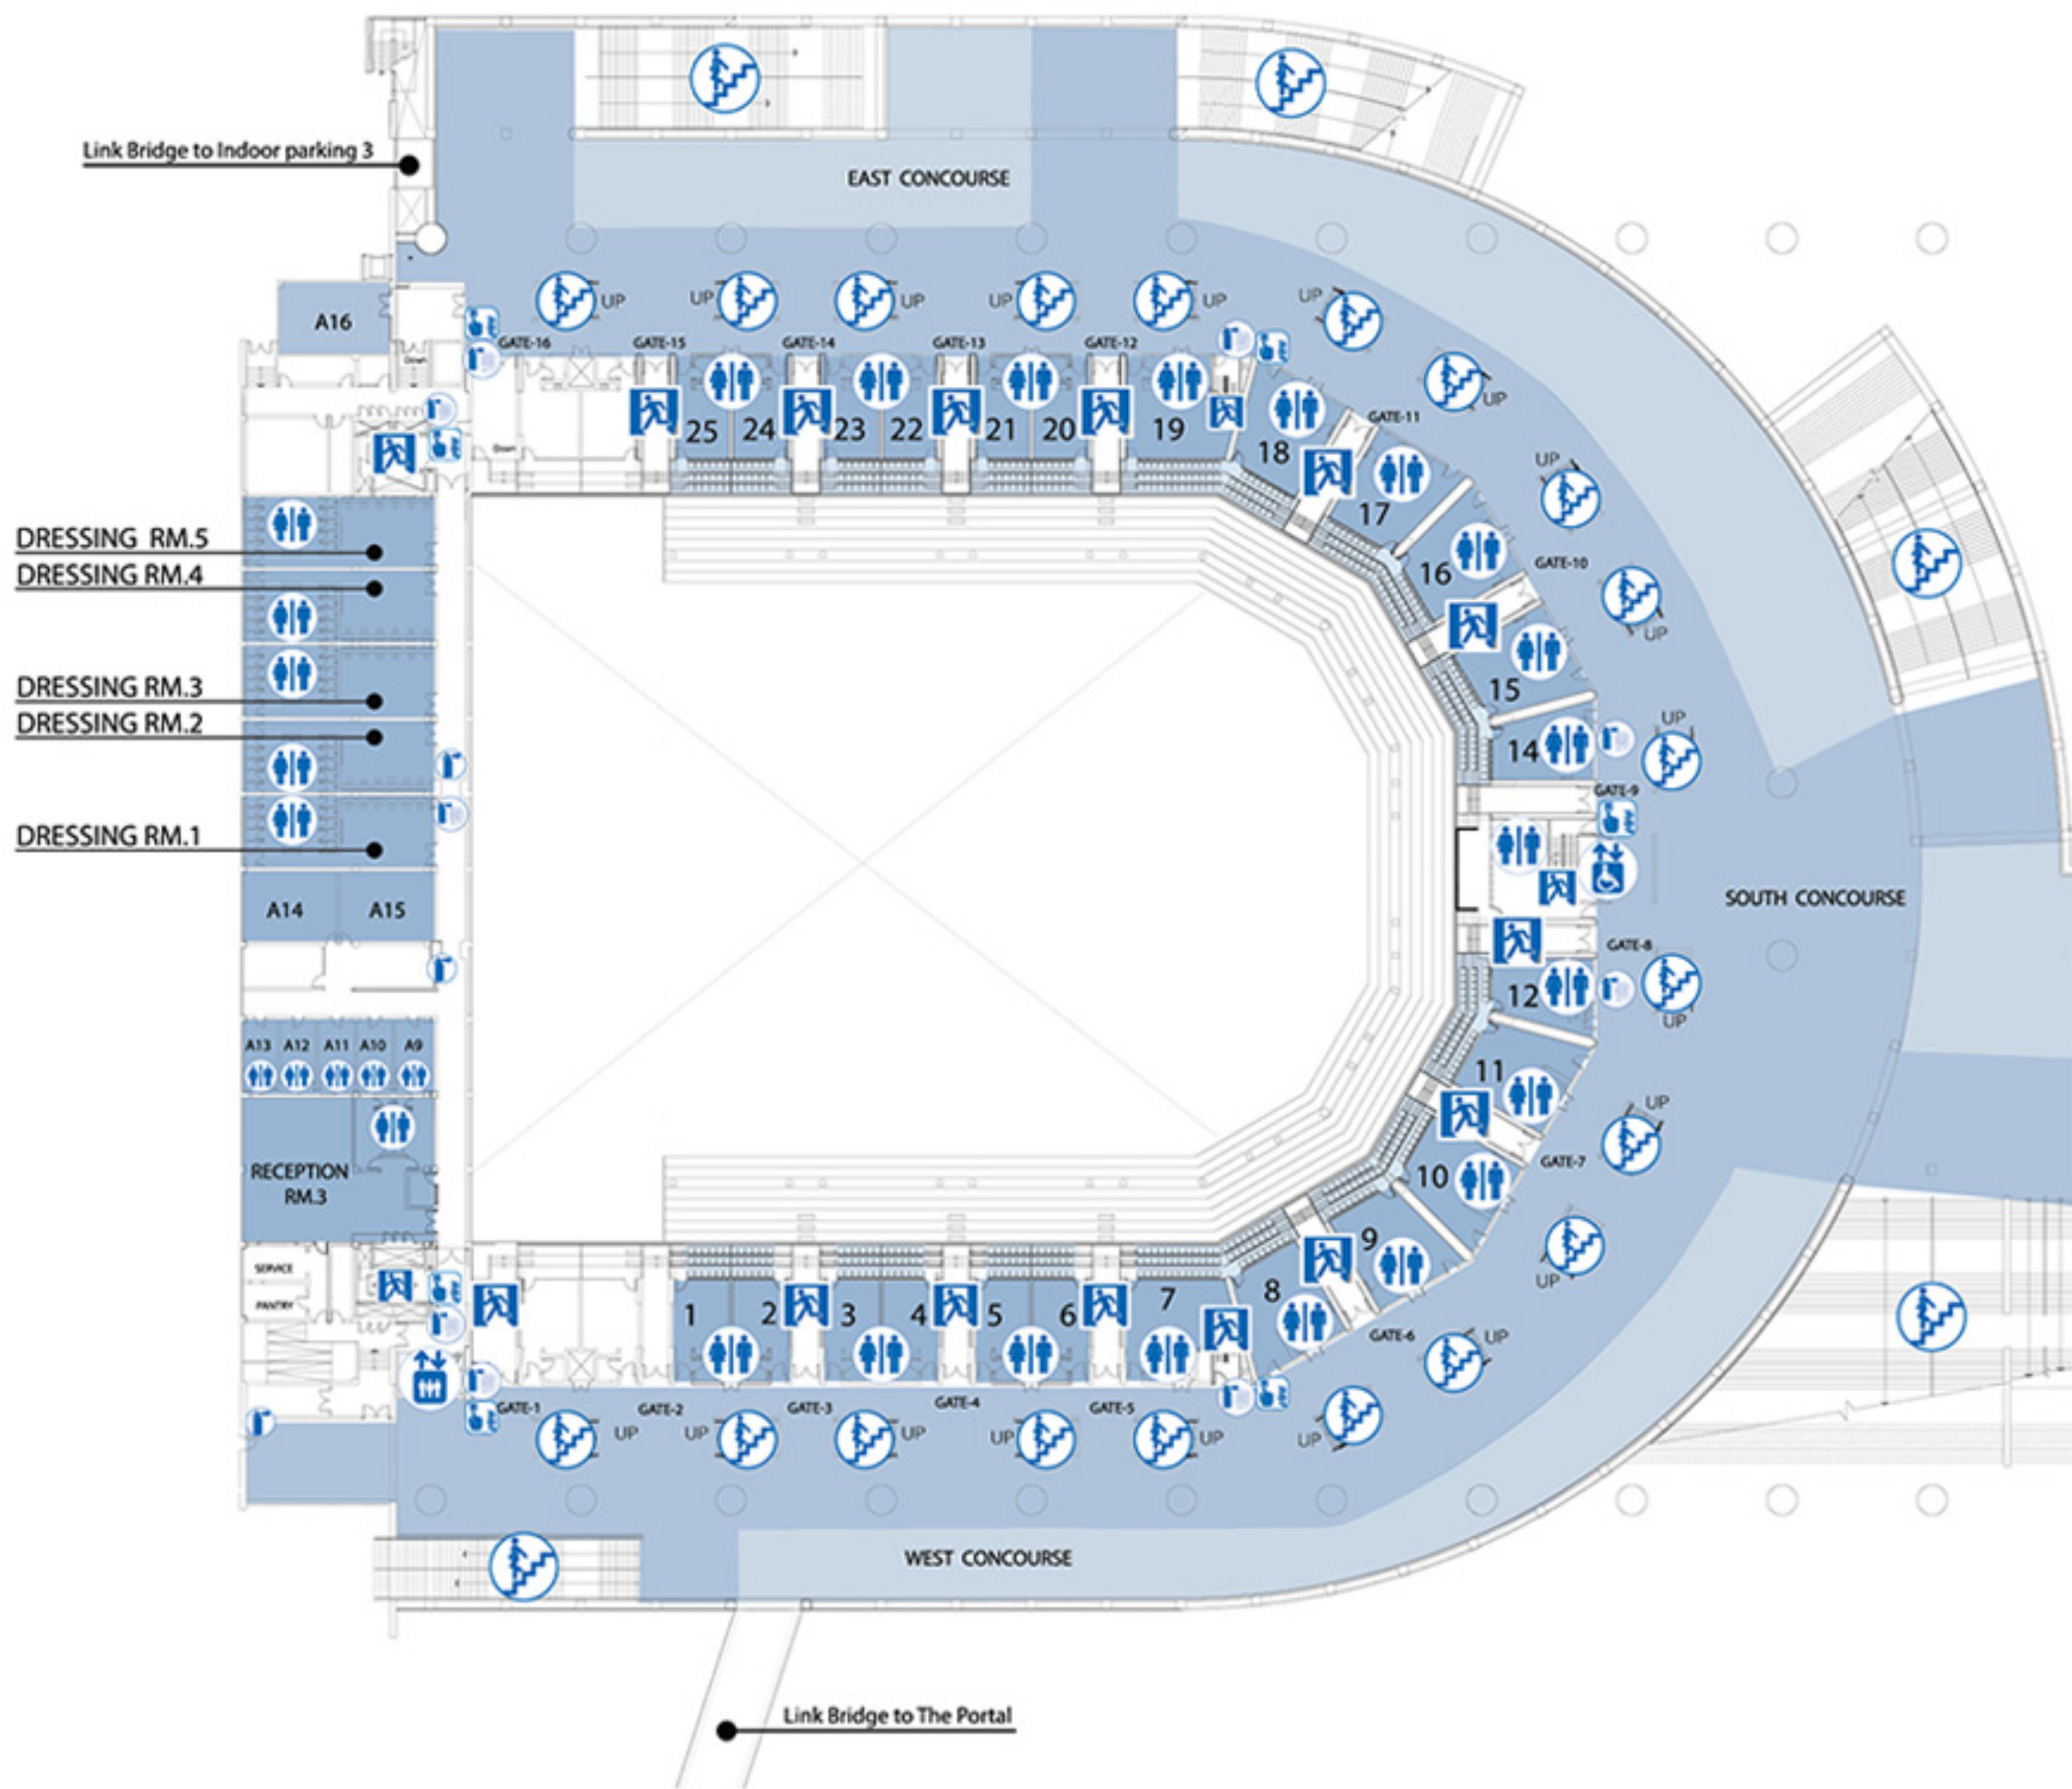 Link Bridge to Indoor parking 3
EAST CONCOURSE
UP
UP
UP
UP
UP
UP
A16
GATE-16
GATE-15
GATE-14
GATE-13
GATE-12
Down
UP
GATE-11
25
24
23
22
21
20
19
18
Down
UP
17
DRESSING RM.5
DRESSING RM.4
GATE-10
16
UP
DRESSING RM.3
15
DRESSING RM.2
UP
14
GATE-9
DRESSING RM.1
SOUTH CONCOURSE
A14
A15
GATE-8
12
UP
A13
A12
A11
A10
A9
11
UP
GATE-7
RECEPTION
RM.3
10
9
SERVICE
UP
8
PANTRY
1
2
3
4
5
6
7
GATE-6
UP
GATE-1
GATE-2
GATE-3
GATE-4
GATE-5
UP
UP
UP
UP
UP
UP
WEST CONCOURSE
Link Bridge to The Portal